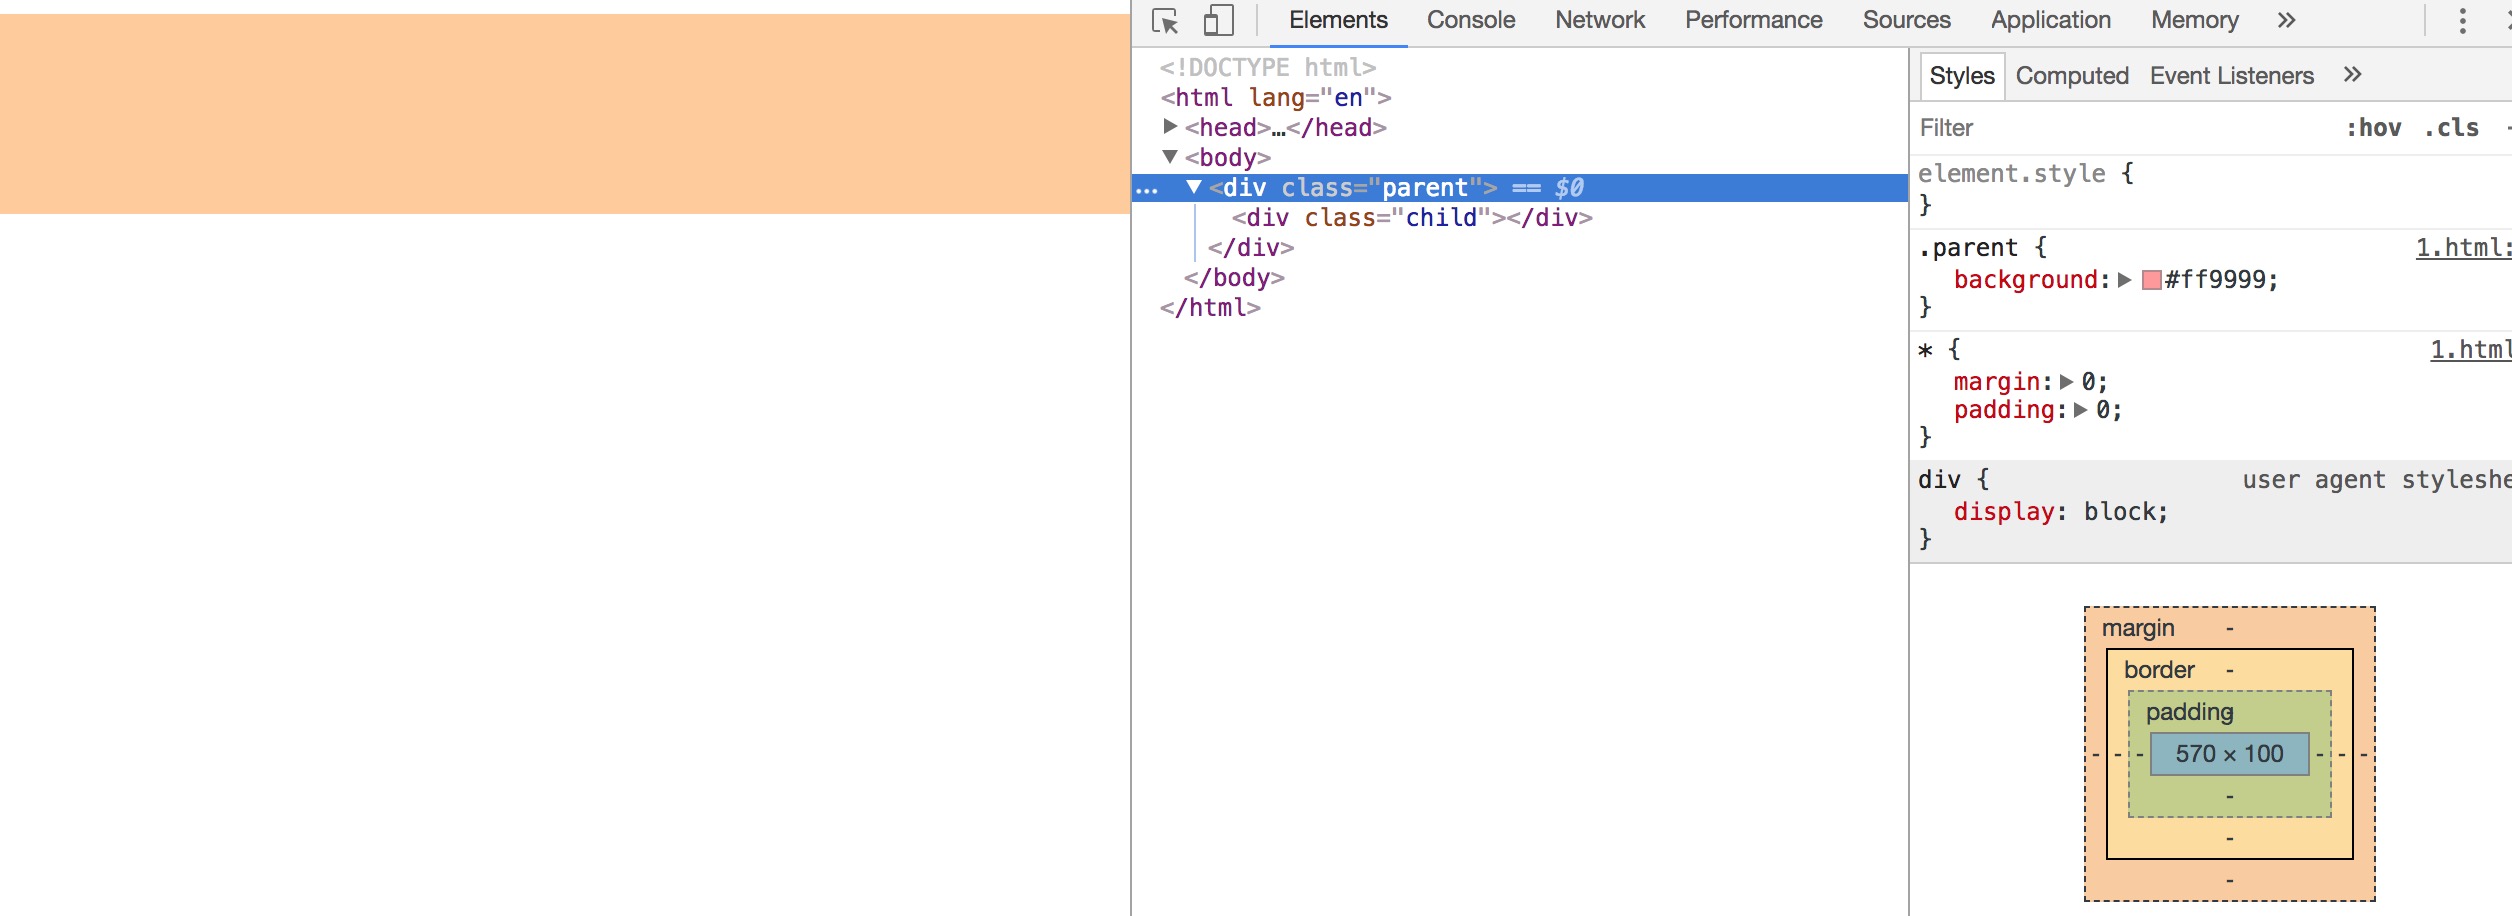 Elements Console Network Performance Sources Application Memory »
<!DOCTYPE html>
<html lang="en">
<head>…</head>
<body>
… <div class="parent"> == $0
<div class="child"></div>
</div>
</body>
</html>
Styles Computed Event Listeners »
Filter :hov .cls
element.style {
}
.parent { 1.html:
background: #ff9999;
}
* { 1.html
margin: 0;
padding: 0;
}
div { user agent styleshe
display: block;
}
margin -
border -
padding -
- - - 570 × 100 - - -
-
-
-